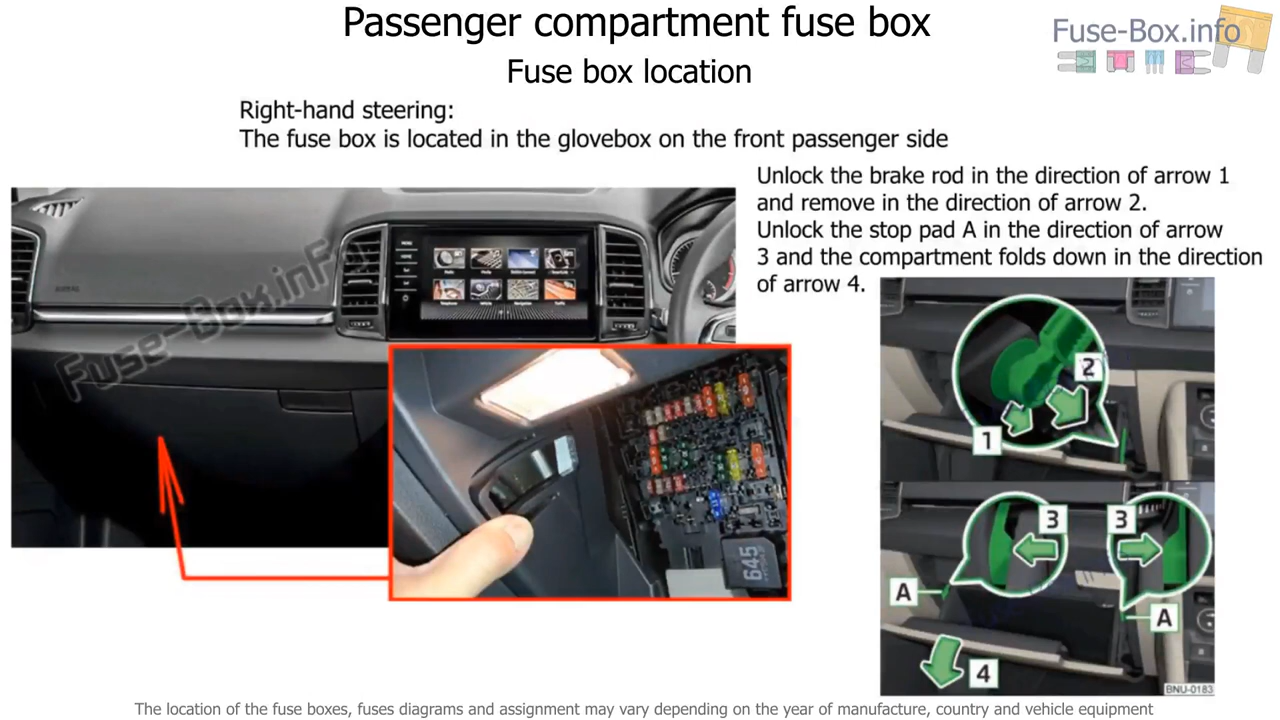 Passenger compartment fuse box
Fuse-Box.info
Fuse box location
Right-hand steering:
The fuse box is located in the glovebox on the front passenger side
Unlock the brake rod in the direction of arrow 1
and remove in the direction of arrow 2.
Unlock the stop pad A in the direction of arrow
3 and the compartment folds down in the direction
of arrow 4.
Fuse-Box.inFo
2
1
3
3
645
A
A
4
BNU-0183
The location of the fuse boxes, fuses diagrams and assignment may vary depending on the year of manufacture, country and vehicle equipment